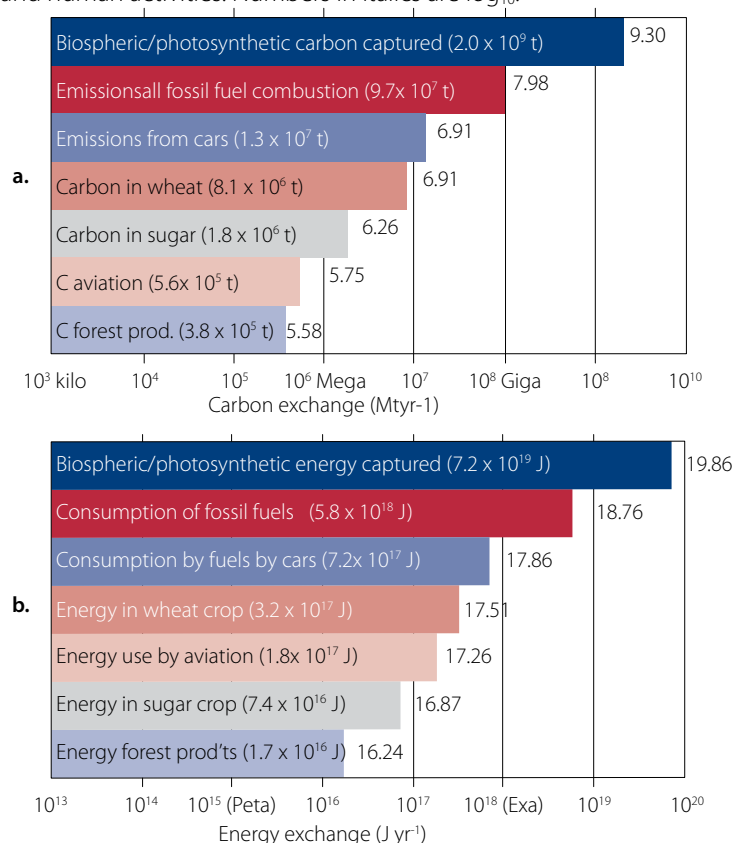 and human activities. Numbers in italics are log₁₀.
a.
Biospheric/photosynthetic carbon captured (2.0 x 10⁹ t) 9.30
Emissionsall fossil fuel combustion (9.7x 10⁷ t) 7.98
Emissions from cars (1.3 x 10⁷ t) 6.91
Carbon in wheat (8.1 x 10⁶ t) 6.91
Carbon in sugar (1.8 x 10⁶ t) 6.26
C aviation (5.6x 10⁵ t) 5.75
C forest prod. (3.8 x 10⁵ t) 5.58
10³ kilo 10⁴ 10⁵ 10⁶ Mega 10⁷ 10⁸ Giga 10⁸ 10¹⁰
Carbon exchange (Mtyr-1)
b.
Biospheric/photosynthetic energy captured (7.2 x 10¹⁹ J) 19.86
Consumption of fossil fuels (5.8 x 10¹⁸ J) 18.76
Consumption by fuels by cars (7.2x 10¹⁷ J) 17.86
Energy in wheat crop (3.2 x 10¹⁷ J) 17.51
Energy use by aviation (1.8x 10¹⁷ J) 17.26
Energy in sugar crop (7.4 x 10¹⁶ J) 16.87
Energy forest prod'ts (1.7 x 10¹⁶ J) 16.24
10¹³ 10¹⁴ 10¹⁵ (Peta) 10¹⁶ 10¹⁷ 10¹⁸ (Exa) 10¹⁹ 10²⁰
Energy exchange (J yr⁻¹)